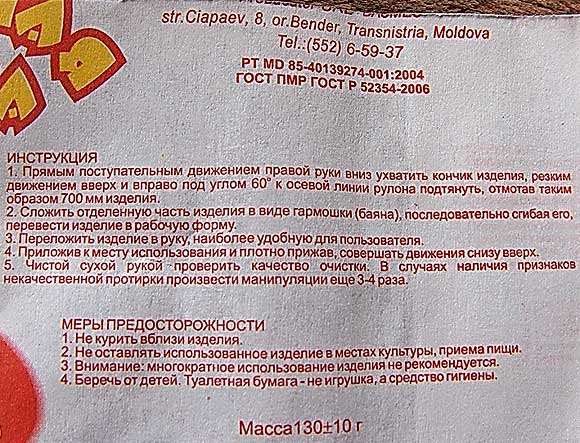 str.Ciapaev, 8, or.Bender, Transnistria, Moldova
Tel.:(552) 6-59-37
РТ MD 85-40139274-001:2004
ГОСТ ПМР ГОСТ Р 52354-2006
ИНСТРУКЦИЯ
1. Прямым поступательным движением правой руки вниз ухватить кончик изделия, резким
движением вверх и вправо под углом 60° к осевой линии рулона подтянуть, отмотав таким
образом 700 мм изделия.
2. Сложить отделенную часть изделия в виде гармошки (баяна), последовательно сгибая его,
перевести изделие в рабочую форму.
3. Переложить изделие в руку, наиболее удобную для пользователя.
4. Приложив к месту использования и плотно прижав, совершать движения снизу вверх.
5. Чистой сухой рукой проверить качество очистки. В случаях наличия признаков
некачественной протирки произвести манипуляции еще 3-4 раза.
МЕРЫ ПРЕДОСТОРОЖНОСТИ
1. Не курить вблизи изделия.
2. Не оставлять использованное изделие в местах культуры, приема пищи.
3. Внимание: многократное использование изделия не рекомендуется.
4. Беречь от детей. Туалетная бумага - не игрушка, а средство гигиены.
Масса130±10 г